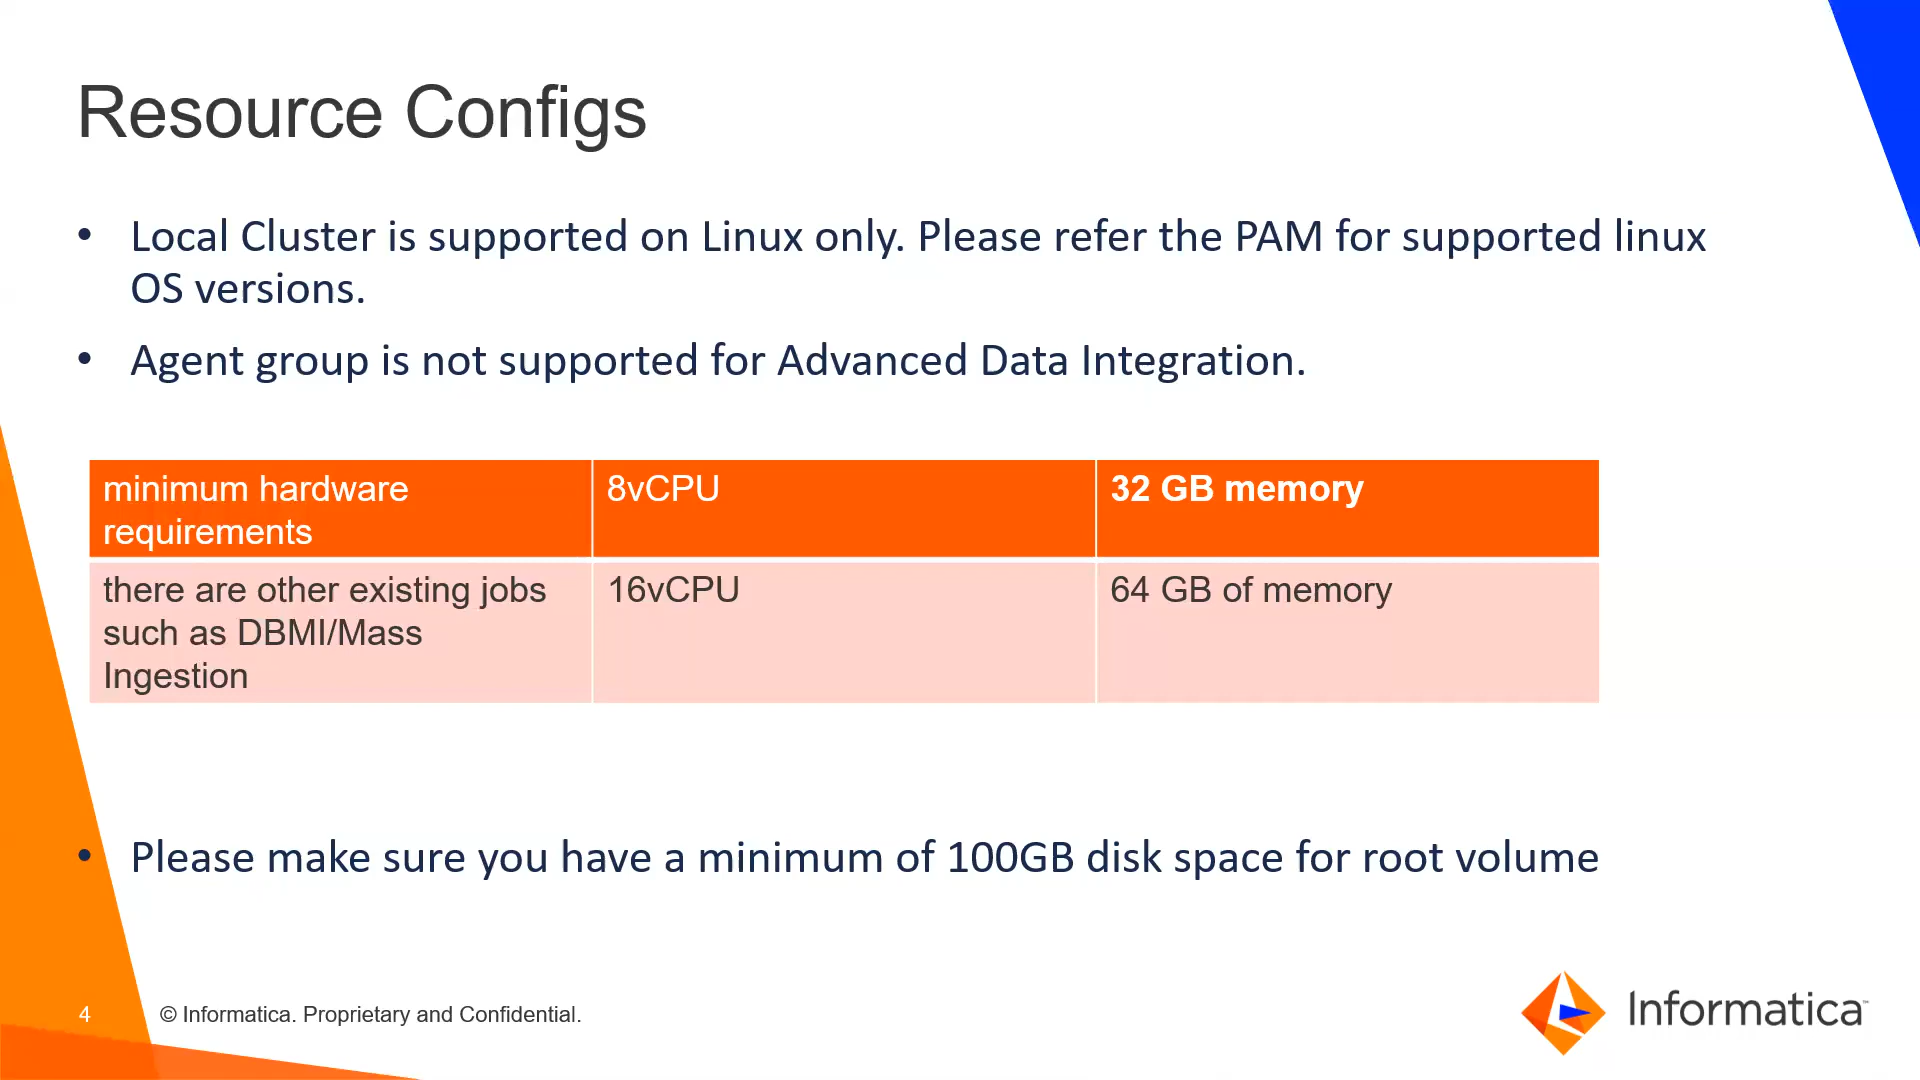 Resource Configs
• Local Cluster is supported on Linux only. Please refer the PAM for supported linux
OS versions.
• Agent group is not supported for Advanced Data Integration.
minimum hardware
requirements
8vCPU
32 GB memory
there are other existing jobs
such as DBMI/Mass
Ingestion
16vCPU
64 GB of memory
• Please make sure you have a minimum of 100GB disk space for root volume
4
© Informatica. Proprietary and Confidential.
Informatica™